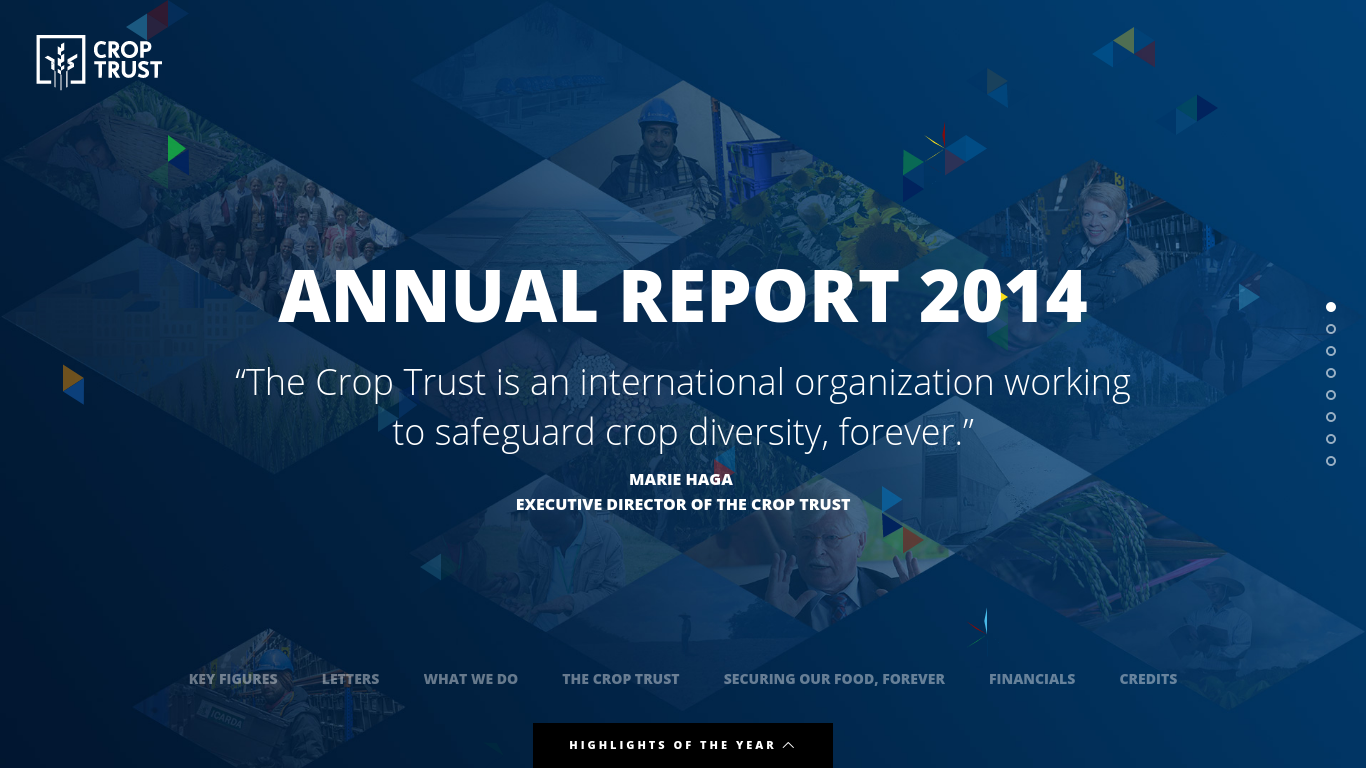 CROP
TRUST
ANNUAL REPORT 2014
“The Crop Trust is an international organization working
to safeguard crop diversity, forever.”
MARIE HAGA
EXECUTIVE DIRECTOR OF THE CROP TRUST
KEY FIGURES LETTERS WHAT WE DO THE CROP TRUST SECURING OUR FOOD, FOREVER FINANCIALS CREDITS
ICARDA
HIGHLIGHTS OF THE YEAR